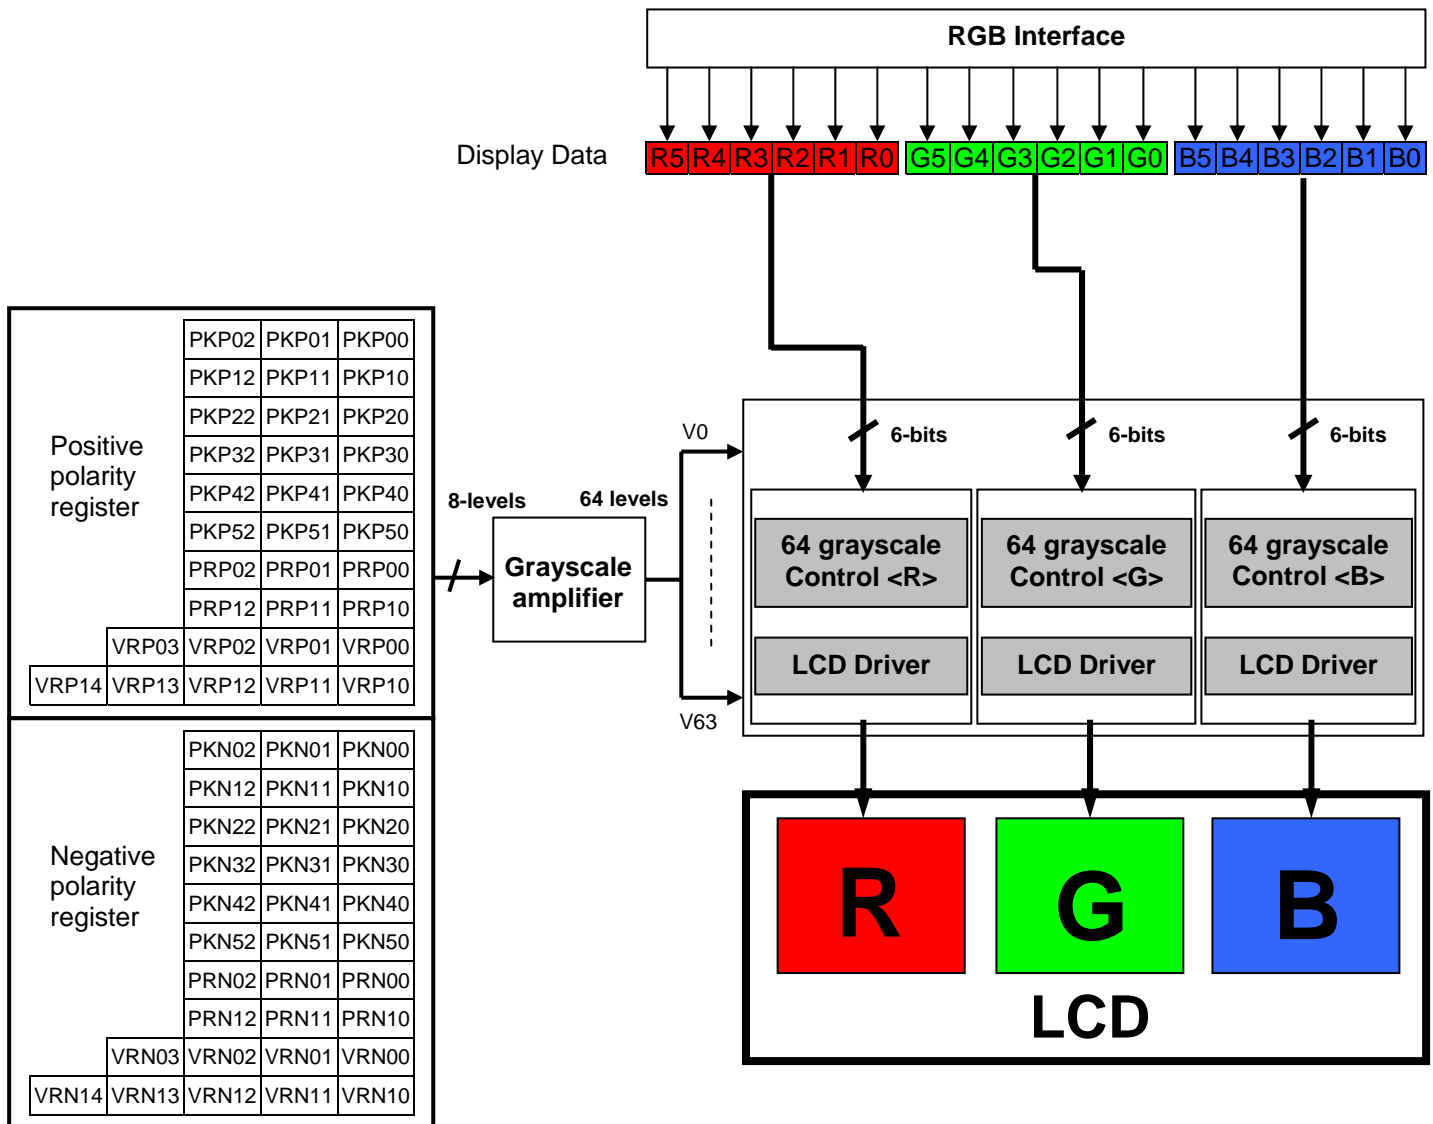 RGB Interface
Display Data
R5 R4 R3 R2 R1 R0 G5 G4 G3 G2 G1 G0 B5 B4 B3 B2 B1 B0
Positive
polarity
register
PKP02 PKP01 PKP00
PKP12 PKP11 PKP10
PKP22 PKP21 PKP20
PKP32 PKP31 PKP30
PKP42 PKP41 PKP40
PKP52 PKP51 PKP50
PRP02 PRP01 PRP00
PRP12 PRP11 PRP10
VRP03 VRP02 VRP01 VRP00
VRP14 VRP13 VRP12 VRP11 VRP10
Negative
polarity
register
PKN02 PKN01 PKN00
PKN12 PKN11 PKN10
PKN22 PKN21 PKN20
PKN32 PKN31 PKN30
PKN42 PKN41 PKN40
PKN52 PKN51 PKN50
PRN02 PRN01 PRN00
PRN12 PRN11 PRN10
VRN03 VRN02 VRN01 VRN00
VRN14 VRN13 VRN12 VRN11 VRN10
8-levels
Grayscale
amplifier
64 levels
V0
V63
6-bits
6-bits
6-bits
64 grayscale
Control <R>
LCD Driver
64 grayscale
Control <G>
LCD Driver
64 grayscale
Control <B>
LCD Driver
R
G
B
LCD